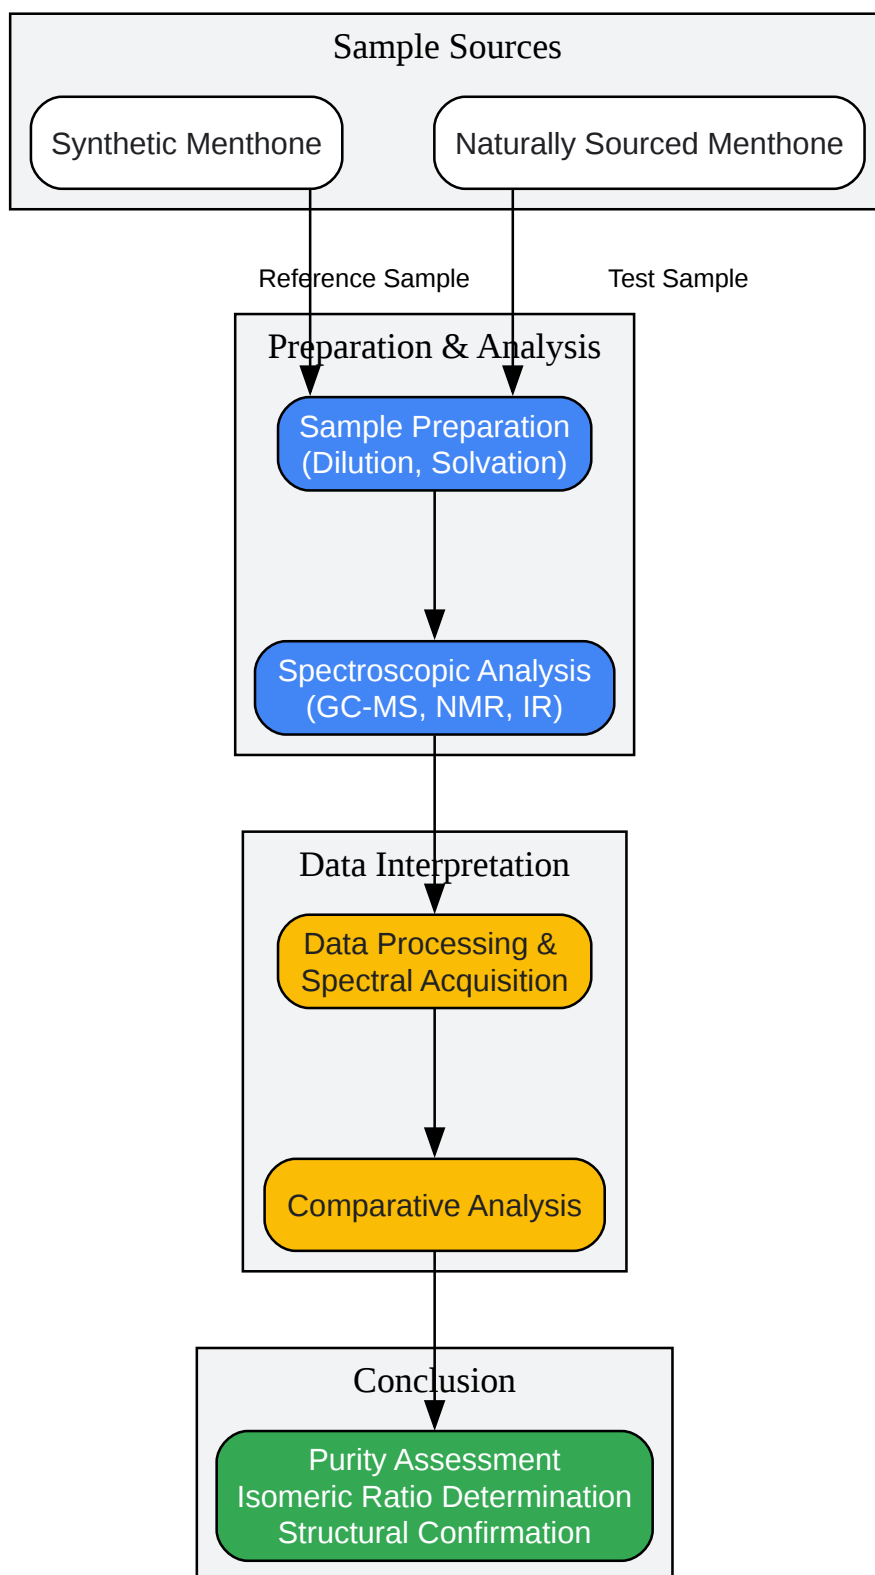 Sample Sources
Synthetic Menthone
Naturally Sourced Menthone
Reference Sample
Test Sample
Preparation & Analysis
Sample Preparation
(Dilution, Solvation)
Spectroscopic Analysis
(GC-MS, NMR, IR)
Data Interpretation
Data Processing &
Spectral Acquisition
Comparative Analysis
Conclusion
Purity Assessment
Isomeric Ratio Determination
Structural Confirmation